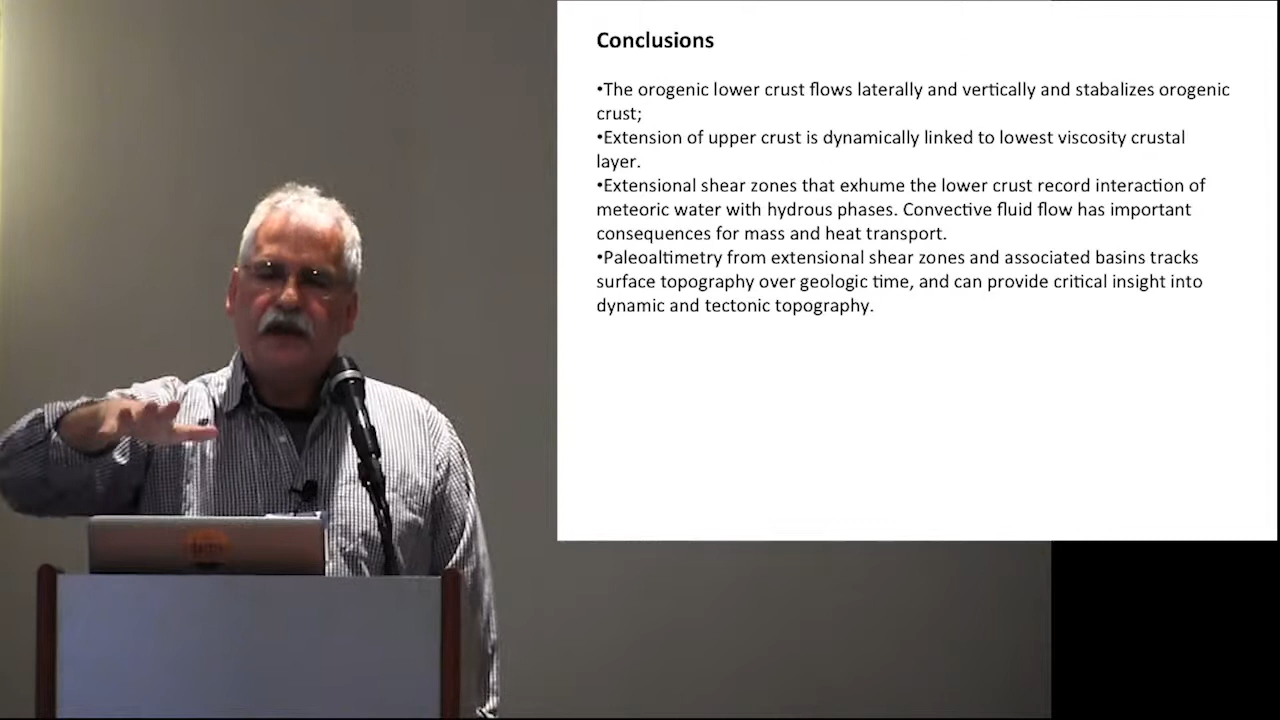 Conclusions
•The orogenic lower crust flows laterally and vertically and stabalizes orogenic
crust;
•Extension of upper crust is dynamically linked to lowest viscosity crustal
layer.
•Extensional shear zones that exhume the lower crust record interaction of
meteoric water with hydrous phases. Convective fluid flow has important
consequences for mass and heat transport.
•Paleoaltimetry from extensional shear zones and associated basins tracks
surface topography over geologic time, and can provide critical insight into
dynamic and tectonic topography.